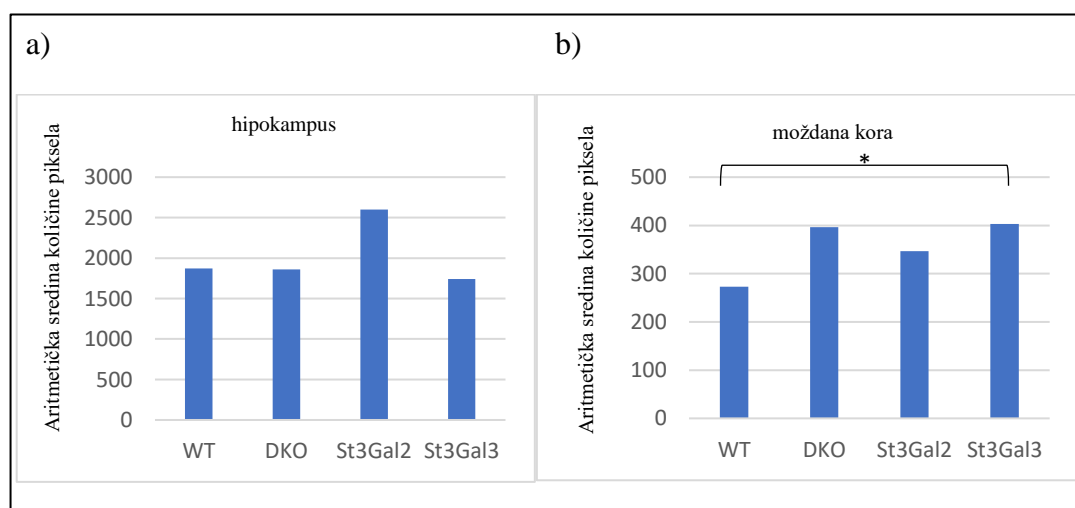 a)
hipokampus
Aritmetička sredina količine piksela
3000
2500
2000
1500
1000
500
0
WT DKO St3Gal2 St3Gal3
b)
moždana kora
*
Aritmetička sredina količine piksela
500
400
300
200
100
0
WT DKO St3Gal2 St3Gal3